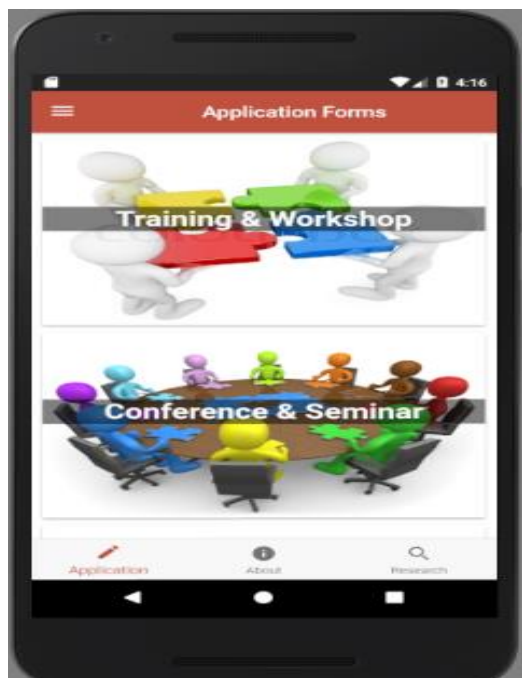 4:16
Application Forms
Training & Workshop
Conference & Seminar
Application
About
Research